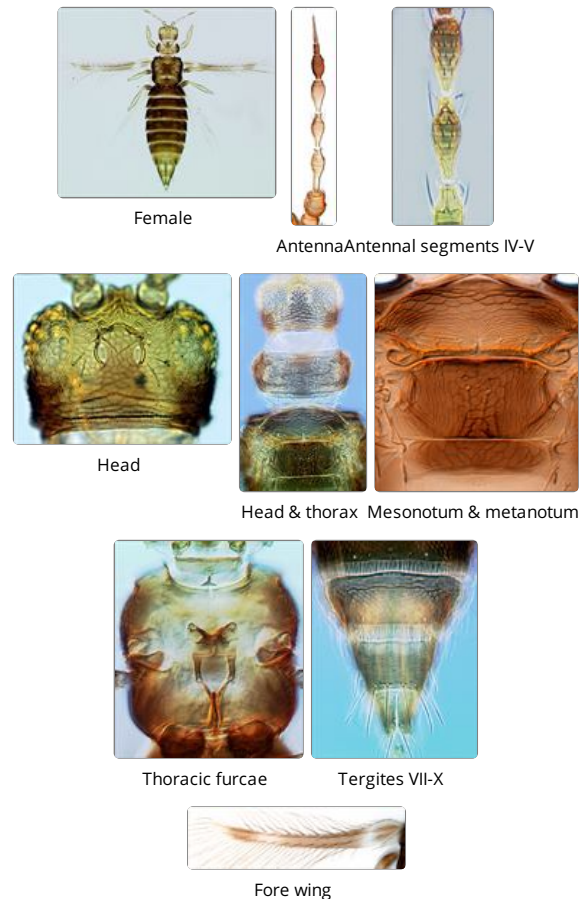 Female
AntennaAntennal segments IV-V
Head
Head & thorax Mesonotum & metanotum
Thoracic furcae
Tergites VII-X
Fore wing